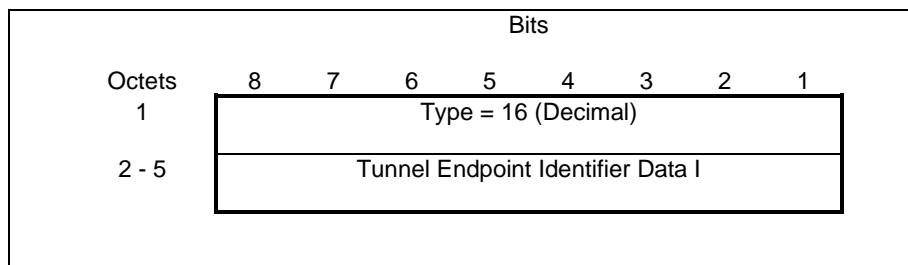 Bits
Octets 8 7 6 5 4 3 2 1
1 Type = 16 (Decimal)
2 - 5 Tunnel Endpoint Identifier Data I